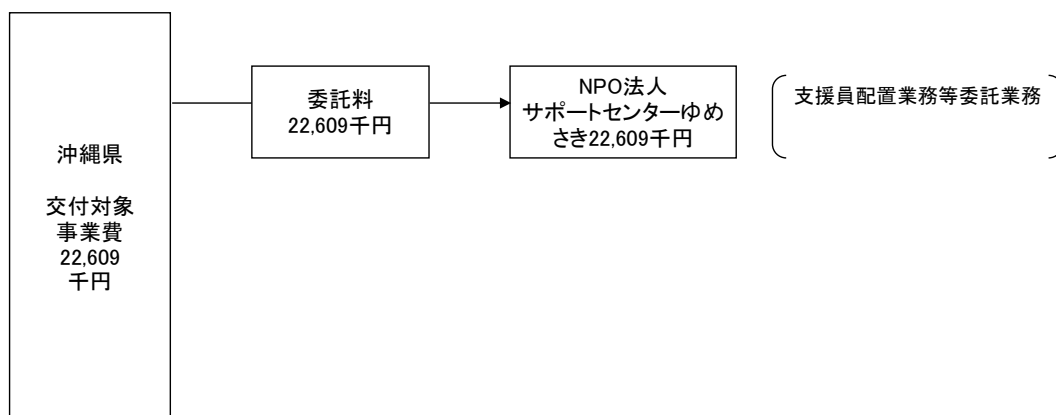 沖縄県
交付対象
事業費
22,609
千円
委託料
22,609千円
NPO法人
サポートセンターゆめ
さき22,609千円
支援員配置業務等委託業務